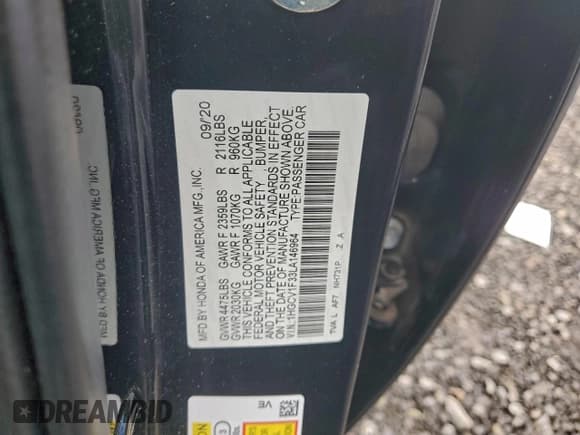 MFD BY HONDA OF AMERICA MFG., INC. 09/20
GVWR 4475LBS GAWR F 2359LBS R 2116LBS
GVWR 2030KG GAWR F 1070KG R 960KG
THIS VEHICLE CONFORMS TO ALL APPLICABLE
FEDERAL MOTOR VEHICLE SAFETY, BUMPER,
AND THEFT PREVENTION STANDARDS IN EFFECT
ON THE DATE OF MANUFACTURE SHOWN ABOVE.
V.I.N.: 1HGCV1F33LA146964 TYPE:PASSENGER CAR
TVA L AF7 NH731P Z A
VE
DREAMBID